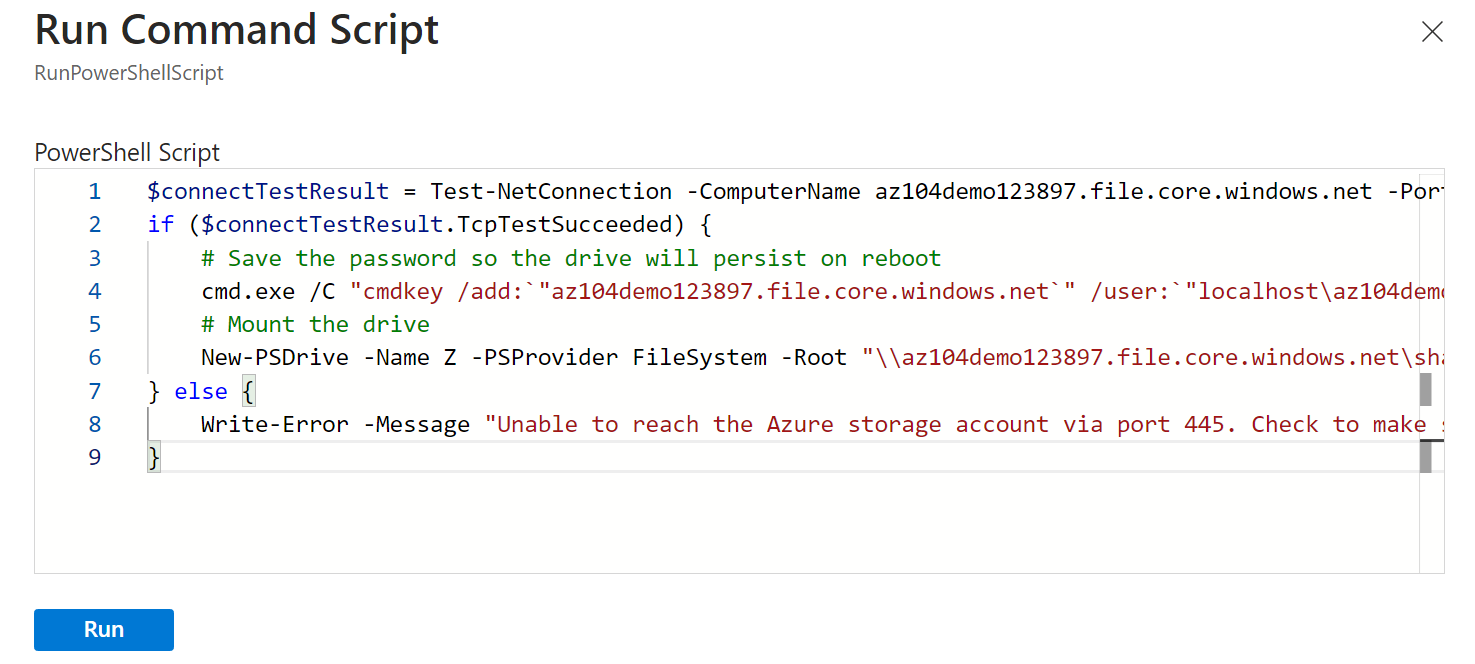 Run Command Script
RunPowerShellScript
PowerShell Script
1 $connectTestResult = Test-NetConnection -ComputerName az104demo123897.file.core.windows.net -Por
2 if ($connectTestResult.TcpTestSucceeded) {
3 # Save the password so the drive will persist on reboot
4 cmd.exe /C "cmdkey /add:`"az104demo123897.file.core.windows.net`" /user:`"localhost\az104demo
5 # Mount the drive
6 New-PSDrive -Name Z -PSProvider FileSystem -Root "\\az104demo123897.file.core.windows.net\sha
7 } else {
8 Write-Error -Message "Unable to reach the Azure storage account via port 445. Check to make s
9 }
Run